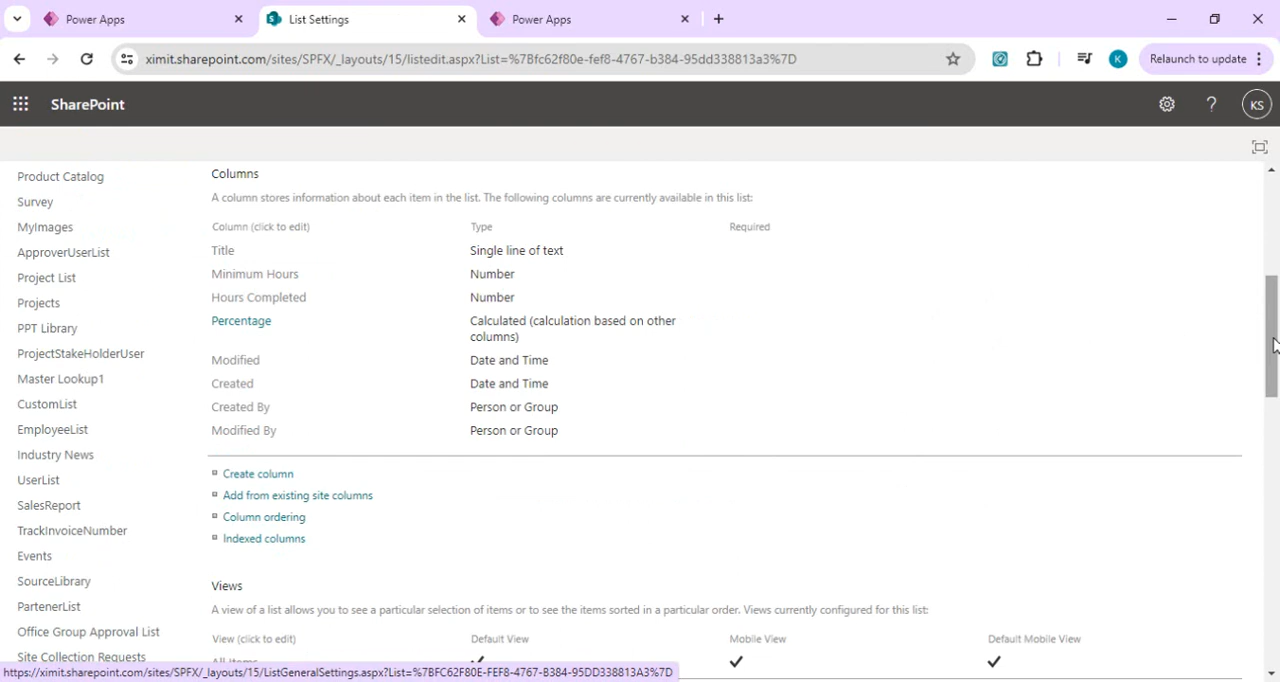 Power Apps
List Settings
Power Apps
ximit.sharepoint.com/sites/SPFX/_layouts/15/listedit.aspx?List=%7Bfc62f80e-fef8-4767-b384-95dd338813a3%7D
K
Relaunch to update
SharePoint
?
KS
Product Catalog
Survey
MyImages
ApproverUserList
Project List
Projects
PPT Library
ProjectStakeHolderUser
Master Lookup1
CustomList
EmployeeList
Industry News
UserList
SalesReport
TrackInvoiceNumber
Events
SourceLibrary
PartenerList
Office Group Approval List
Site Collection Requests
Columns
A column stores information about each item in the list. The following columns are currently available in this list:
Column (click to edit) Type Required
Title Single line of text
Minimum Hours Number
Hours Completed Number
Percentage Calculated (calculation based on other
columns)
Modified Date and Time
Created Date and Time
Created By Person or Group
Modified By Person or Group
Create column
Add from existing site columns
Column ordering
Indexed columns
Views
A view of a list allows you to see a particular selection of items or to see the items sorted in a particular order. Views currently configured for this list:
View (click to edit) Default View Mobile View Default Mobile View
All Items
https://ximit.sharepoint.com/sites/SPFX/_layouts/15/ListGeneralSettings.aspx?List=%7BFC62F80E-FEF8-4767-B384-95DD338813A3%7D